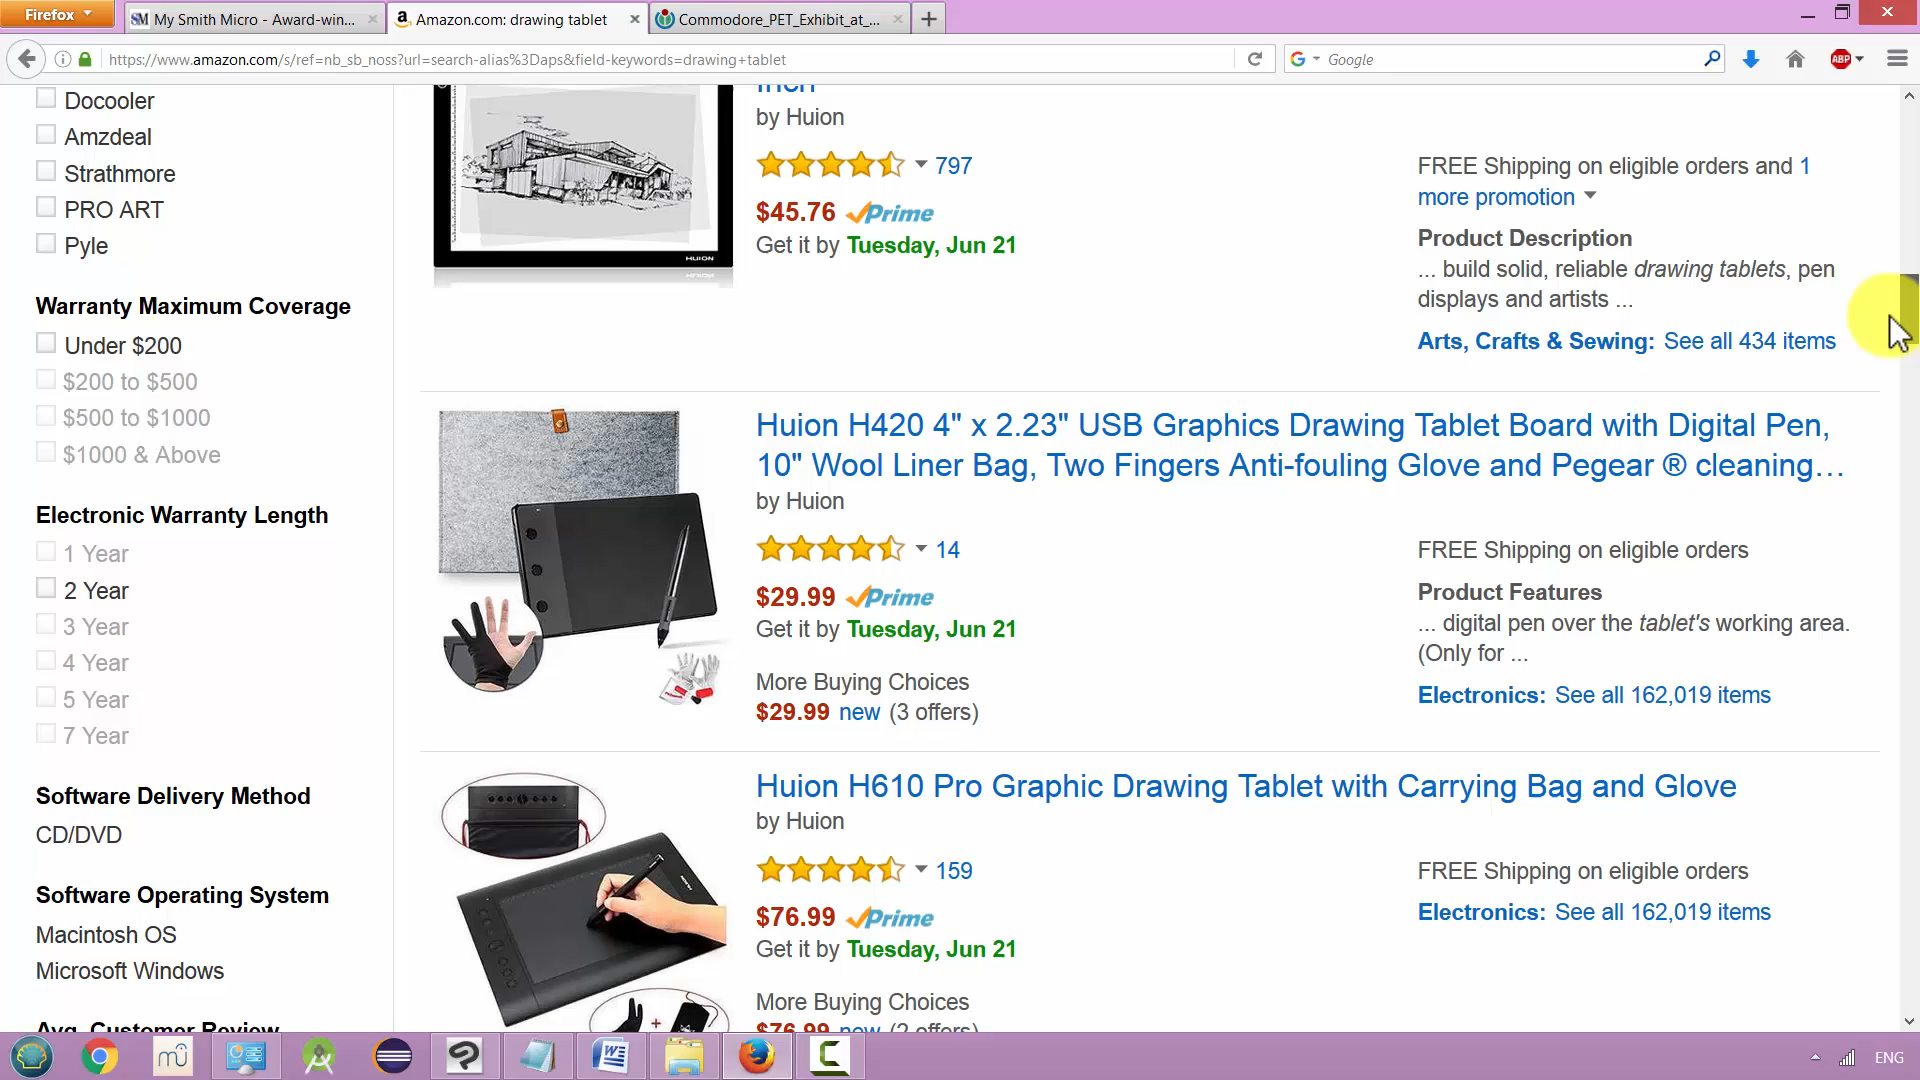 Firefox
My Smith Micro - Award-win...
Amazon.com: drawing tablet
Commodore_PET_Exhibit_at_...
https://www.amazon.com/s/ref=nb_sb_noss?url=search-alias%3Daps&field-keywords=drawing+tablet
Google
ABP
Docooler
Amzdeal
Strathmore
PRO ART
Pyle
Warranty Maximum Coverage
Under $200
$200 to $500
$500 to $1000
$1000 & Above
Electronic Warranty Length
1 Year
2 Year
3 Year
4 Year
5 Year
7 Year
Software Delivery Method
CD/DVD
Software Operating System
Macintosh OS
Microsoft Windows
Avg. Customer Review
HUION
Inch
by Huion
797
$45.76 Prime
Get it by Tuesday, Jun 21
FREE Shipping on eligible orders and 1
more promotion
Product Description
... build solid, reliable drawing tablets, pen
displays and artists ...
Arts, Crafts & Sewing: See all 434 items
Huion H420 4" x 2.23" USB Graphics Drawing Tablet Board with Digital Pen,
10" Wool Liner Bag, Two Fingers Anti-fouling Glove and Pegear ® cleaning…
by Huion
14
$29.99 Prime
Get it by Tuesday, Jun 21
More Buying Choices
$29.99 new (3 offers)
FREE Shipping on eligible orders
Product Features
... digital pen over the tablet's working area.
(Only for ...
Electronics: See all 162,019 items
Huion H610 Pro Graphic Drawing Tablet with Carrying Bag and Glove
by Huion
159
$76.99 Prime
Get it by Tuesday, Jun 21
More Buying Choices
$76.99 new (2 offers)
FREE Shipping on eligible orders
Electronics: See all 162,019 items
ENG